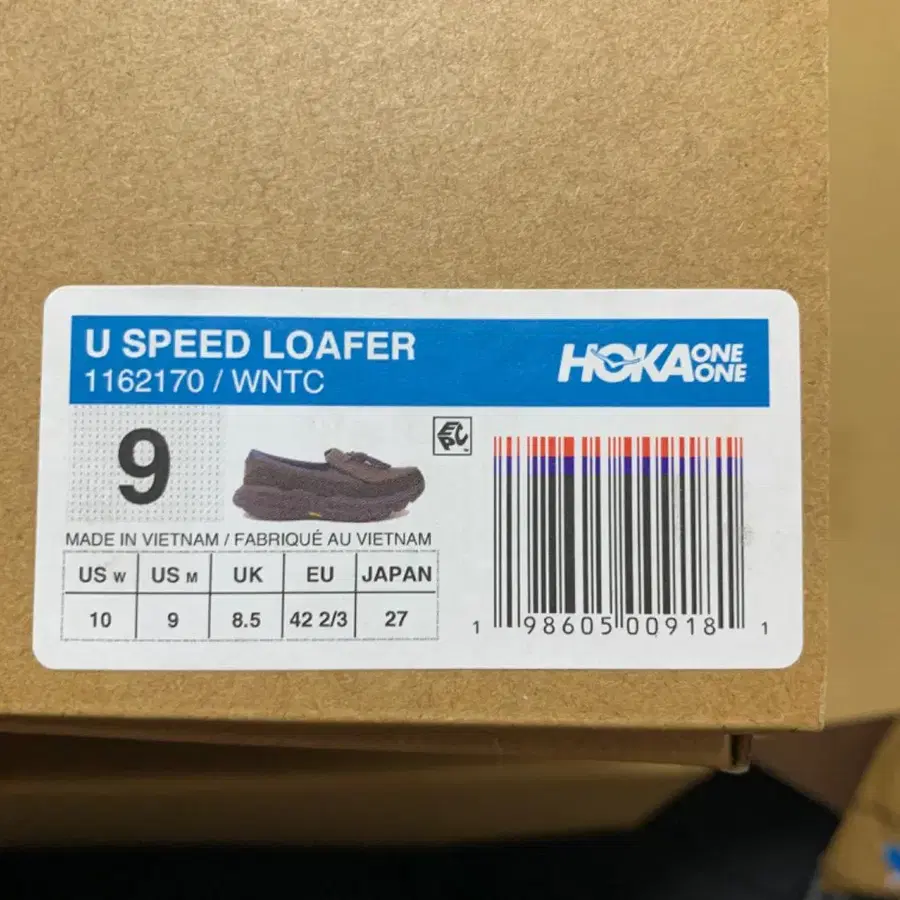 U SPEED LOAFER
1162170 / WNTC
HOKA ONE ONE
9
EPC
MADE IN VIETNAM / FABRIQUÉ AU VIETNAM
US W US M UK EU JAPAN
10 9 8.5 42 2/3 27
1 98605 00918 1